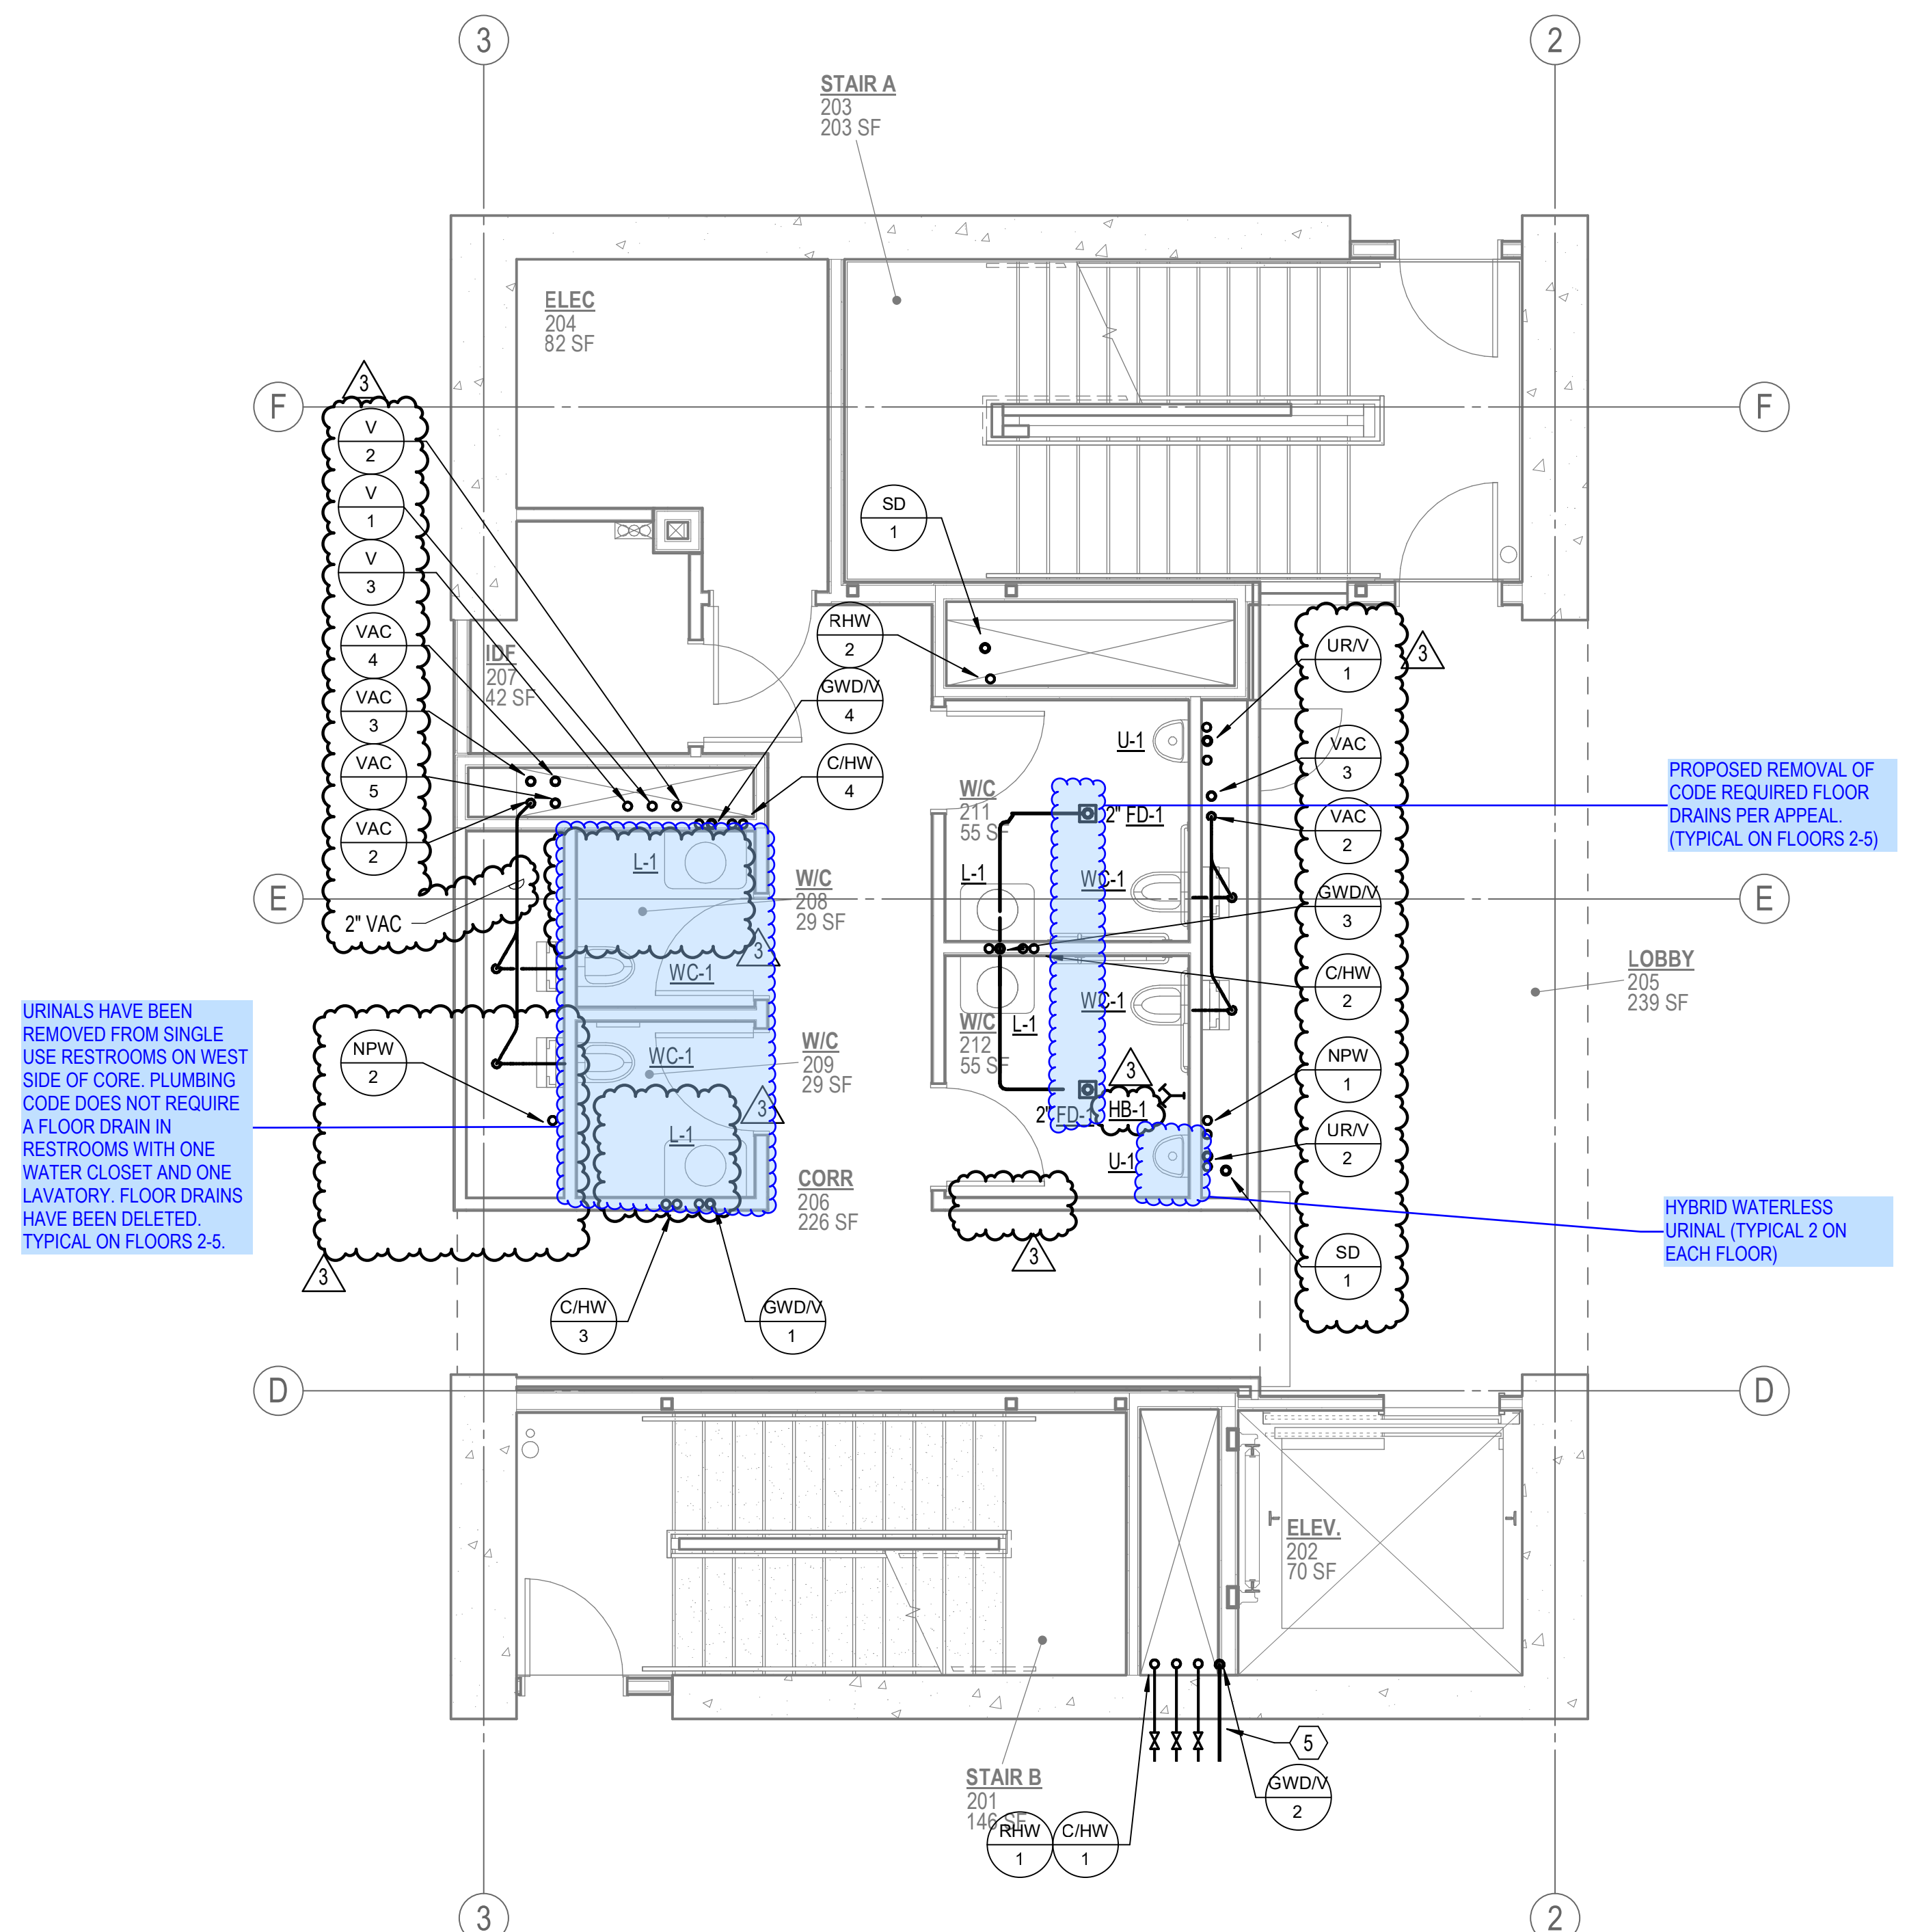 3
2
STAIR A
203
203 SF
ELEC
204
82 SF
3
F
F
V
2
V
1
V
3
VAC
4
VAC
3
VAC
5
VAC
2
2" VAC
SD
1
RHW
2
GWD/V
4
C/HW
4
IDF
207
42 SF
U-1
W/C
211
55 SF
2" FD-1
L-1
WC-1
UR/V
1
3
VAC
3
VAC
2
GWD/V
3
C/HW
2
NPW
1
UR/V
2
SD
1
PROPOSED REMOVAL OF
CODE REQUIRED FLOOR
DRAINS PER APPEAL.
(TYPICAL ON FLOORS 2-5)
E
E
L-1
W/C
208
29 SF
3
WC-1
WC-1
W/C
209
29 SF
3
L-1
CORR
206
226 SF
WC-1
W/C
212
55 SF
L-1
3
2" FD-1
HB-1
U-1
3
LOBBY
205
239 SF
URINALS HAVE BEEN
REMOVED FROM SINGLE
USE RESTROOMS ON WEST
SIDE OF CORE. PLUMBING
CODE DOES NOT REQUIRE
A FLOOR DRAIN IN
RESTROOMS WITH ONE
WATER CLOSET AND ONE
LAVATORY. FLOOR DRAINS
HAVE BEEN DELETED.
TYPICAL ON FLOORS 2-5.
NPW
2
3
HYBRID WATERLESS
URINAL (TYPICAL 2 ON
EACH FLOOR)
C/HW
3
GWD/V
1
D
D
ELEV.
202
70 SF
5
GWD/V
2
STAIR B
201
146 SF
RHW
1
C/HW
1
3
2